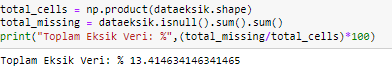 total_cells = np.product(dataeksik.shape)
total_missing = dataeksik.isnull().sum().sum()
print("Toplam Eksik Veri: %",(total_missing/total_cells)*100)
Toplam Eksik Veri: % 13.414634146341465